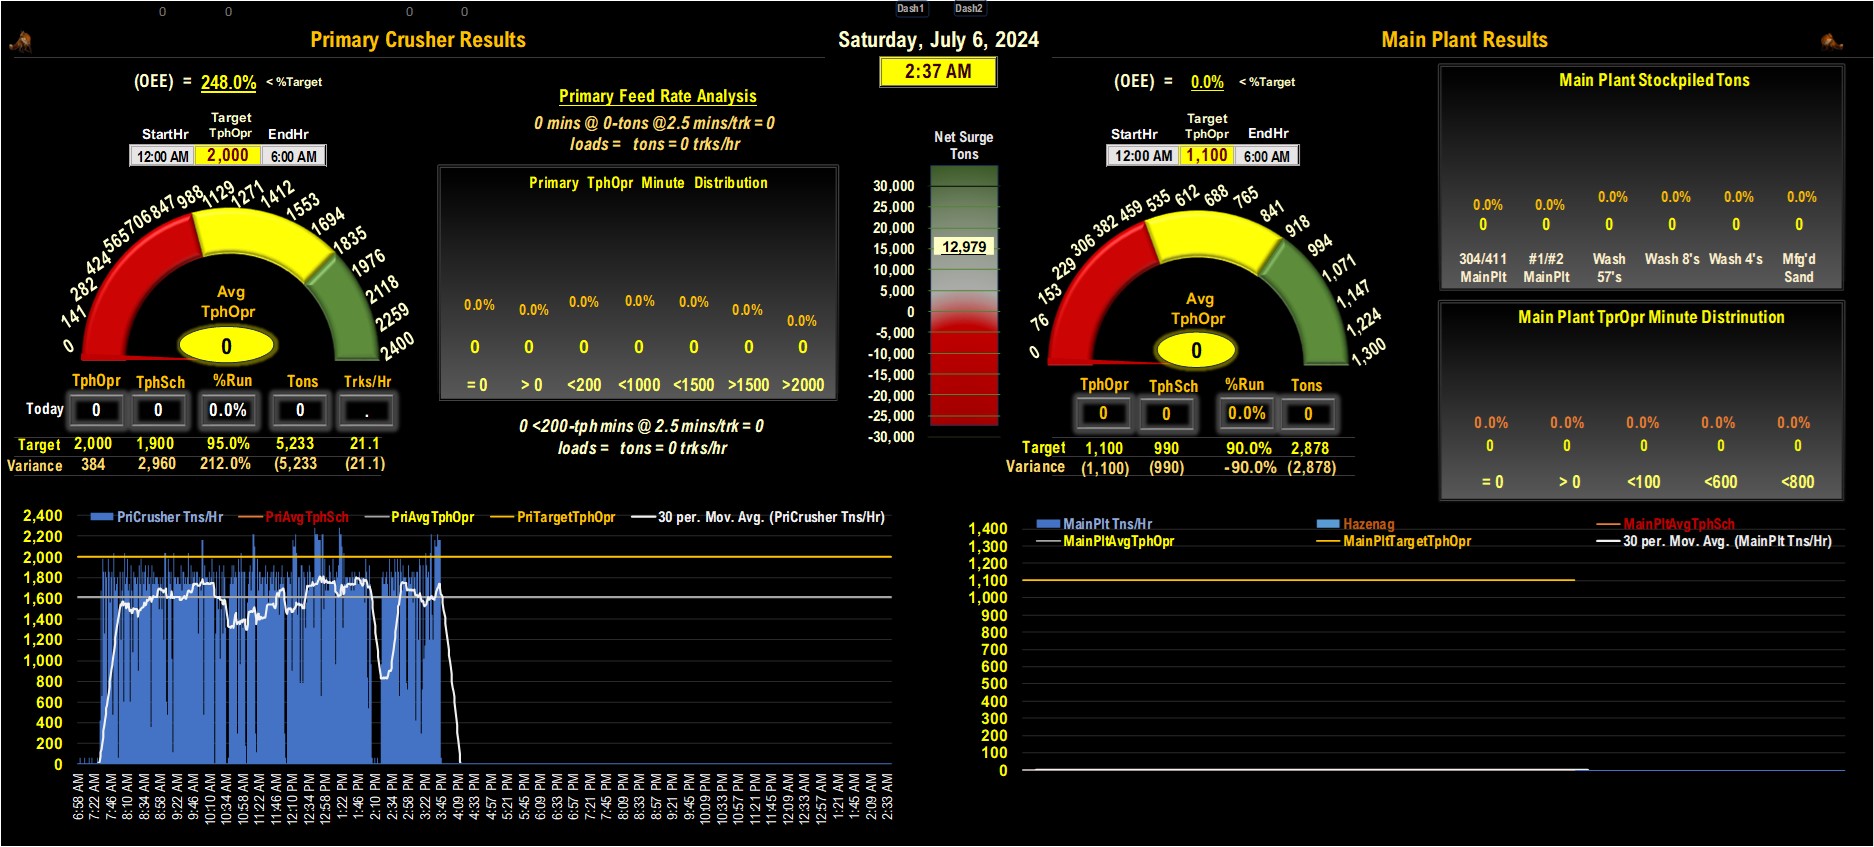 0 0 0 0 Dash1 Dash2
Primary Crusher Results
Saturday, July 6, 2024
Main Plant Results
2:37 AM
(OEE) = 248.0% < %Target
Target
StartHr TphOpr EndHr
12:00 AM 2,000 6:00 AM
Primary Feed Rate Analysis
0 mins @ 0-tons @2.5 mins/trk = 0
loads = tons = 0 trks/hr
0 141 282 424 565 706 847 988 1129 1271 1412 1553 1694 1835 1976 2118 2259 2400
Avg
TphOpr
0
TphOpr TphSch %Run Tons Trks/Hr
Today 0 0 0.0% 0 .
Target 2,000 1,900 95.0% 5,233 21.1
Variance 384 2,960 212.0% (5,233 (21.1)
Primary TphOpr Minute Distribution
0.0% 0.0% 0.0% 0.0% 0.0% 0.0% 0.0%
0 0 0 0 0 0 0
= 0 > 0 <200 <1000 <1500 >1500 >2000
0 <200-tph mins @ 2.5 mins/trk = 0
loads = tons = 0 trks/hr
Net Surge
Tons
30,000
25,000
20,000
15,000
12,979
10,000
5,000
0
-5,000
-10,000
-15,000
-20,000
-25,000
-30,000
(OEE) = 0.0% < %Target
Target
StartHr TphOpr EndHr
12:00 AM 1,100 6:00 AM
0 76 153 229 306 382 459 535 612 688 765 841 918 994 1,071 1,147 1,224 1,300
Avg
TphOpr
0
TphOpr TphSch %Run Tons
0 0 0.0% 0
Target 1,100 990 90.0% 2,878
Variance (1,100) (990) -90.0% (2,878)
Main Plant Stockpiled Tons
0.0% 0.0% 0.0% 0.0% 0.0% 0.0%
0 0 0 0 0 0
304/411 #1/#2 Wash Wash 8's Wash 4's Mfg'd
MainPlt MainPlt 57's Sand
Main Plant TprOpr Minute Distrinution
0.0% 0.0% 0.0% 0.0% 0.0%
0 0 0 0 0
= 0 > 0 <100 <600 <800
PriCrusher Tns/Hr PriAvgTphSch PriAvgTphOpr PriTargetTphOpr 30 per. Mov. Avg. (PriCrusher Tns/Hr)
2,400
2,200
2,000
1,800
1,600
1,400
1,200
1,000
800
600
400
200
0
6:58 AM 7:22 AM 7:46 AM 8:10 AM 8:34 AM 8:58 AM 9:22 AM 9:46 AM 10:10 AM 10:34 AM 10:58 AM 11:22 AM 11:46 AM 12:10 PM 12:34 PM 12:58 PM 1:22 PM 1:46 PM 2:10 PM 2:34 PM 2:58 PM 3:22 PM 3:45 PM 4:09 PM 4:33 PM 4:57 PM 5:21 PM 5:45 PM 6:09 PM 6:33 PM 6:57 PM 7:21 PM 7:45 PM 8:09 PM 8:33 PM 8:57 PM 9:21 PM 9:45 PM 10:09 PM 10:33 PM 10:57 PM 11:21 PM 11:45 PM 12:09 AM 12:33 AM 12:57 AM 1:21 AM 1:45 AM 2:09 AM 2:33 AM
MainPlt Tns/Hr Hazenag MainPltAvgTphSch
MainPltAvgTphOpr MainPltTargetTphOpr 30 per. Mov. Avg. (MainPlt Tns/Hr)
1,400
1,300
1,200
1,100
1,000
900
800
700
600
500
400
300
200
100
0